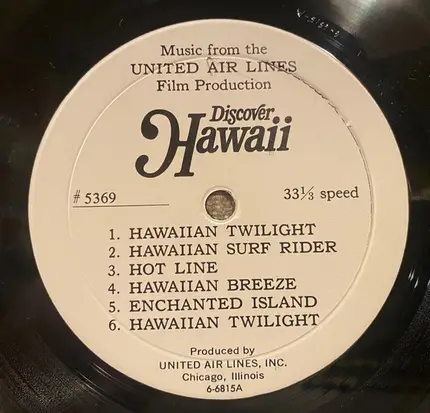 Music from the
UNITED AIR LINES
Film Production
Discover
Hawaii
# 5369
33⅓ speed
1. HAWAIIAN TWILIGHT
2. HAWAIIAN SURF RIDER
3. HOT LINE
4. HAWAIIAN BREEZE
5. ENCHANTED ISLAND
6. HAWAIIAN TWILIGHT
Produced by
UNITED AIR LINES, INC.
Chicago, Illinois
6-6815A